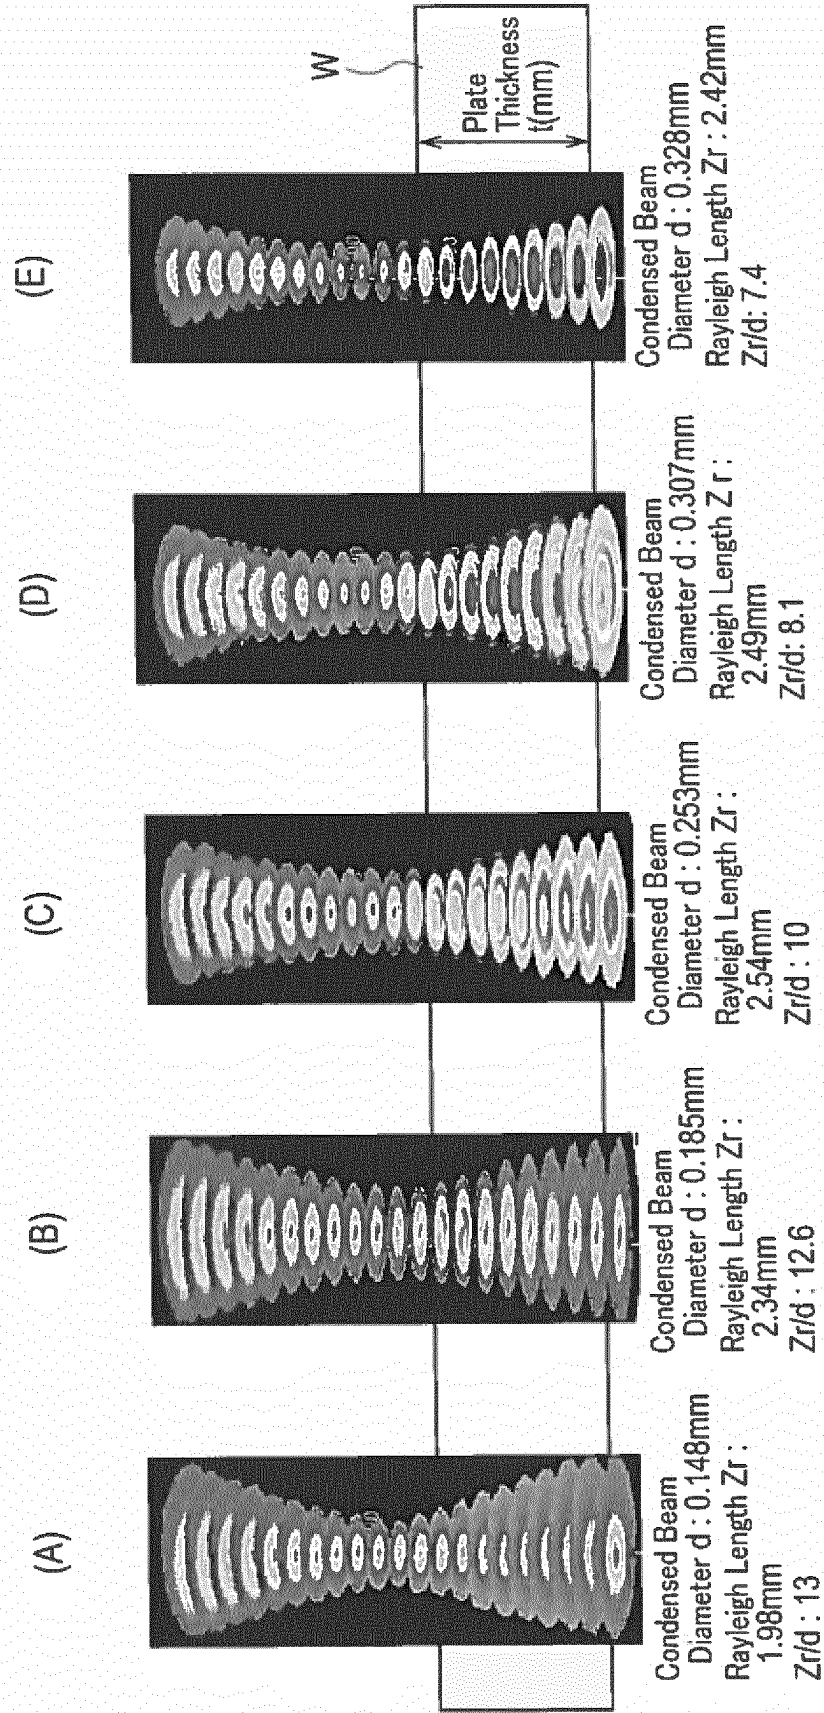 (A)
Condensed Beam
Diameter d : 0.148mm
Rayleigh Length Zr :
1.98mm
Zr/d : 13
(B)
Condensed Beam
Diameter d : 0.185mm
Rayleigh Length Zr :
2.34mm
Zr/d : 12.6
(C)
Condensed Beam
Diameter d : 0.253mm
Rayleigh Length Zr :
2.54mm
Zr/d : 10
(D)
Condensed Beam
Diameter d : 0.307mm
Rayleigh Length Z r :
2.49mm
Zr/d: 8.1
(E)
Condensed Beam
Diameter d : 0.328mm
Rayleigh Length Zr : 2.42mm
Zr/d: 7.4
W
Plate
Thickness
t(mm)